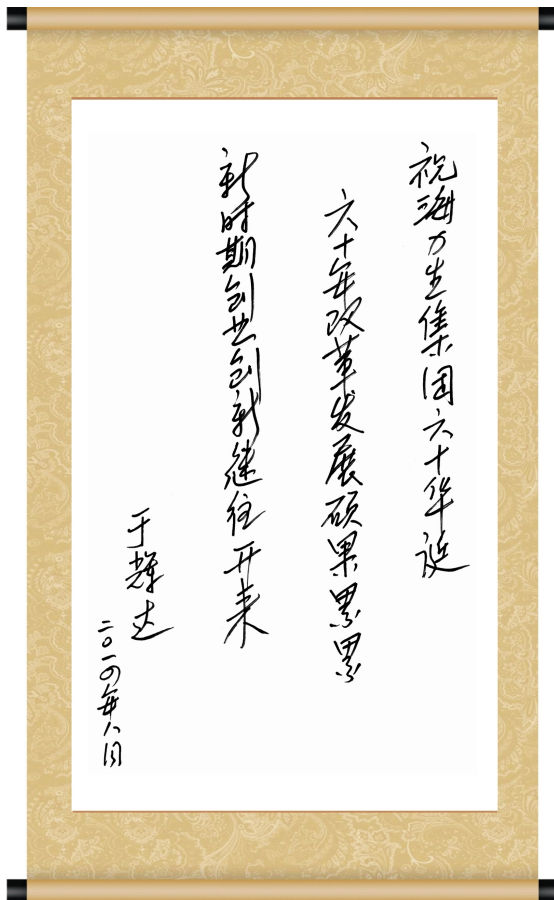 祝海力生集团六十华诞
六十年改革发展硕果累累
新时期创业创新继往开来
于辉达
二〇一四年八月